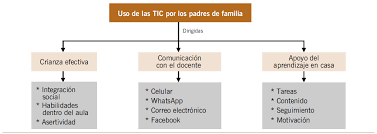 Uso de las TIC por los padres de familia
Dirigidas
Crianza efectiva
Comunicación
con el docente
Apoyo del
aprendizaje en casa
• Integración
social
• Habilidades
dentro del aula
• Asertividad
• Celular
• WhatsApp
• Correo electrónico
• Facebook
• Tareas
• Contenido
• Seguimiento
• Motivación